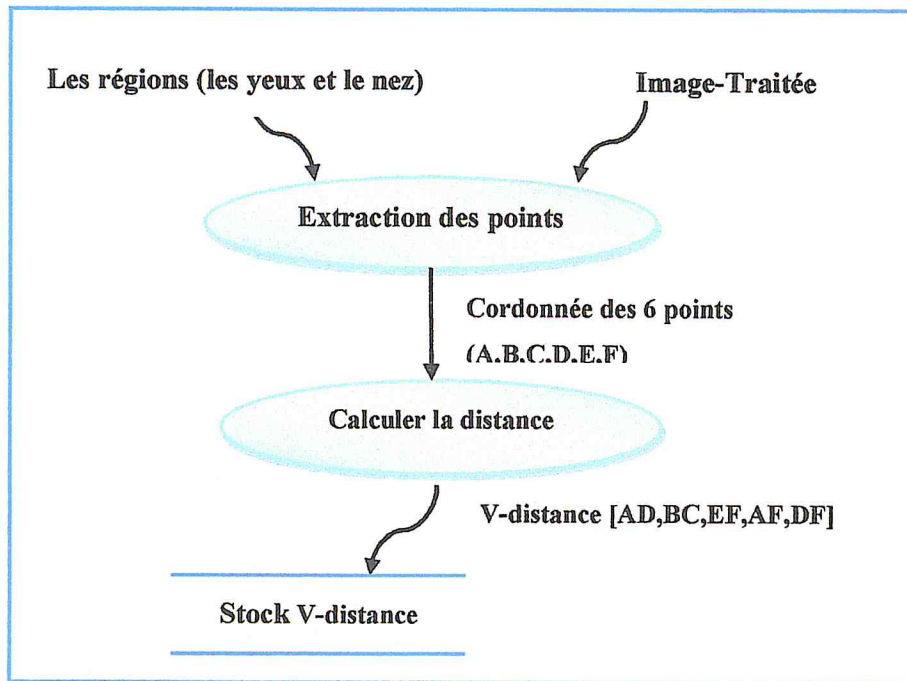 Les régions (les yeux et le nez)
Image-Traitée
Extraction des points
Cordonnée des 6 points
(A.B.C.D.E.F)
Calculer la distance
V-distance [AD,BC,EF,AF,DF]
Stock V-distance